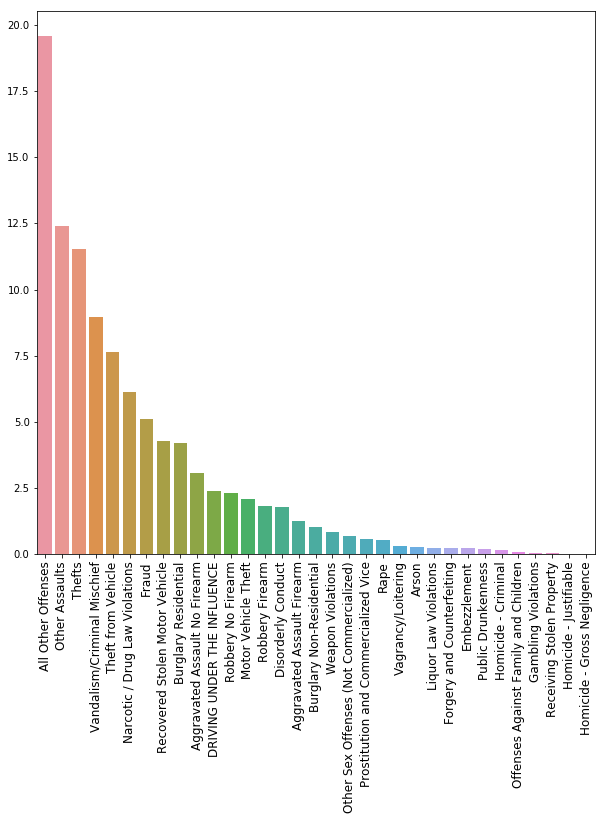 20.0
17.5
15.0
12.5
10.0
7.5
5.0
2.5
0.0
All Other Offenses
Other Assaults
Thefts
Vandalism/Criminal Mischief
Theft from Vehicle
Narcotic / Drug Law Violations
Fraud
Recovered Stolen Motor Vehicle
Burglary Residential
Aggravated Assault No Firearm
DRIVING UNDER THE INFLUENCE
Robbery No Firearm
Motor Vehicle Theft
Robbery Firearm
Disorderly Conduct
Aggravated Assault Firearm
Burglary Non-Residential
Weapon Violations
Other Sex Offenses (Not Commercialized)
Prostitution and Commercialized Vice
Rape
Vagrancy/Loitering
Arson
Liquor Law Violations
Forgery and Counterfeiting
Embezzlement
Public Drunkenness
Homicide - Criminal
Offenses Against Family and Children
Gambling Violations
Receiving Stolen Property
Homicide - Justifiable
Homicide - Gross Negligence